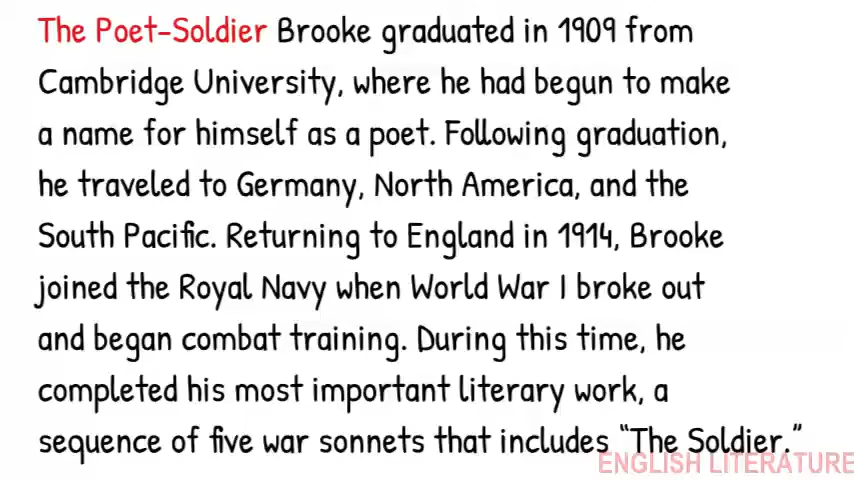 The Poet-Soldier Brooke graduated in 1909 from
Cambridge University, where he had begun to make
a name for himself as a poet. Following graduation,
he traveled to Germany, North America, and the
South Pacific. Returning to England in 1914, Brooke
joined the Royal Navy when World War I broke out
and began combat training. During this time, he
completed his most important literary work, a
sequence of five war sonnets that includes “The Soldier.”
ENGLISH LITERATURE